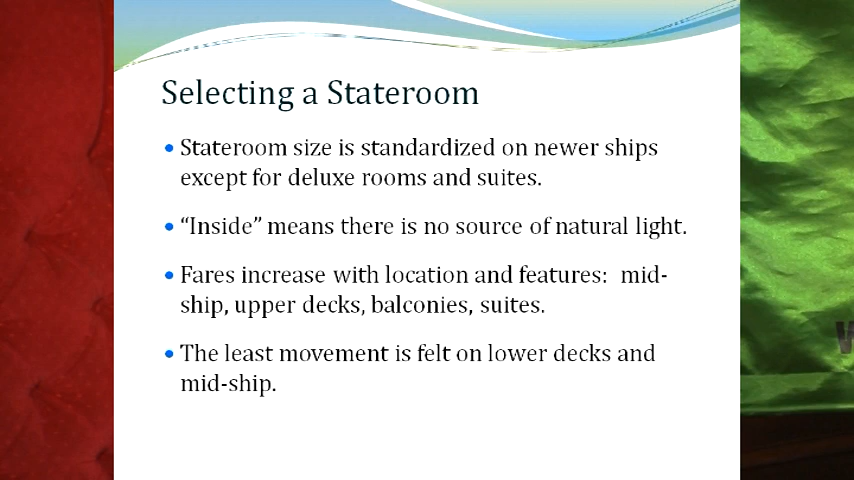 Selecting a Stateroom
• Stateroom size is standardized on newer ships
except for deluxe rooms and suites.
• “Inside” means there is no source of natural light.
• Fares increase with location and features:  mid-
ship, upper decks, balconies, suites.
• The least movement is felt on lower decks and
mid-ship.